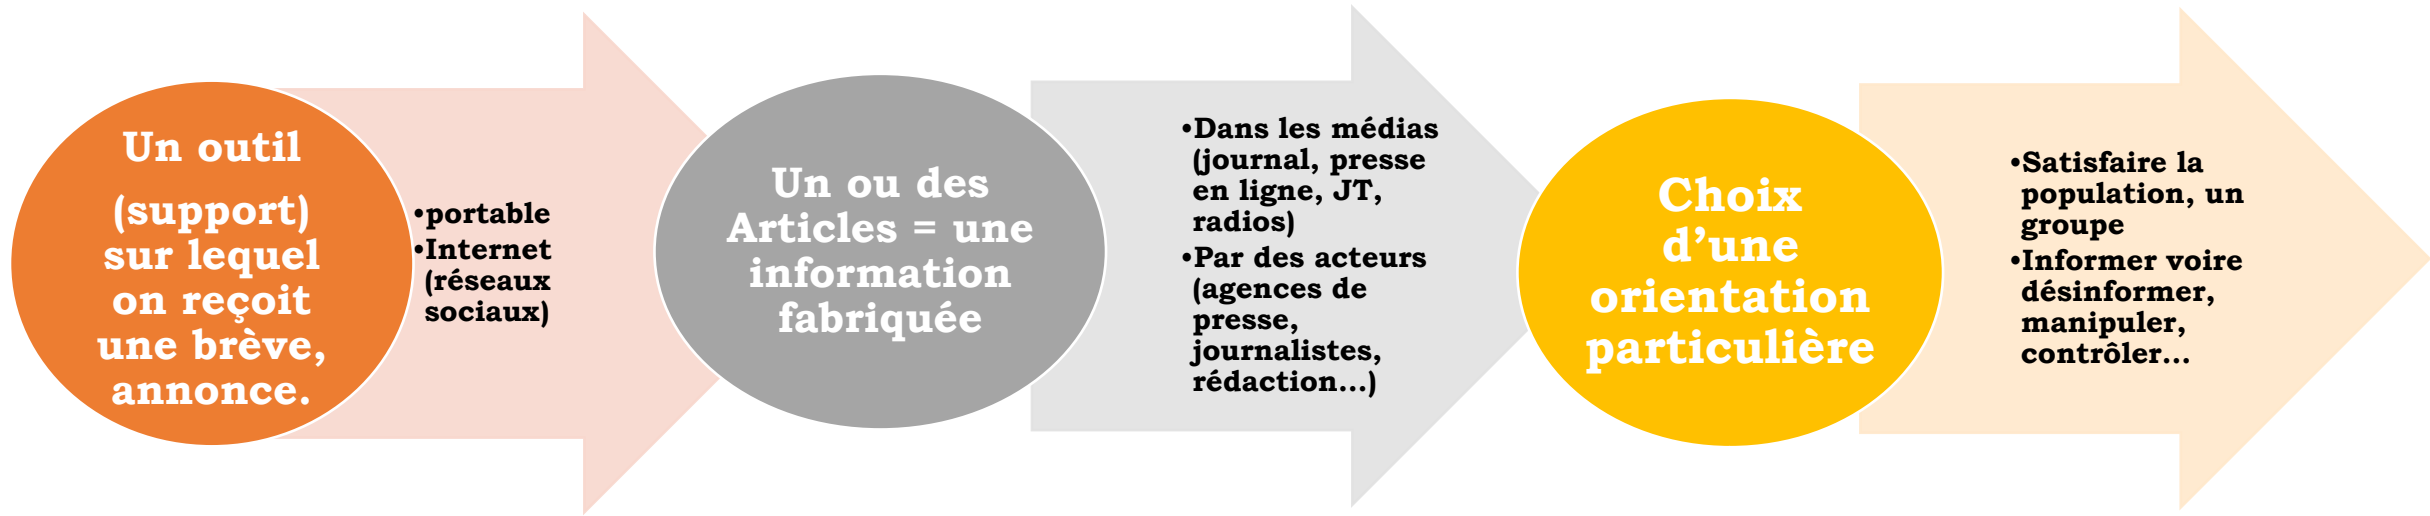 Un outil
(support)
sur lequel
on reçoit
une brève,
annonce.
•portable
•Internet
(réseaux
sociaux)
Un ou des
Articles = une
information
fabriquée
•Dans les médias
(journal, presse
en ligne, JT,
radios)
•Par des acteurs
(agences de
presse,
journalistes,
rédaction...)
Choix
d’une
orientation
particulière
•Satisfaire la
population, un
groupe
•Informer voire
désinformer,
manipuler,
contrôler...